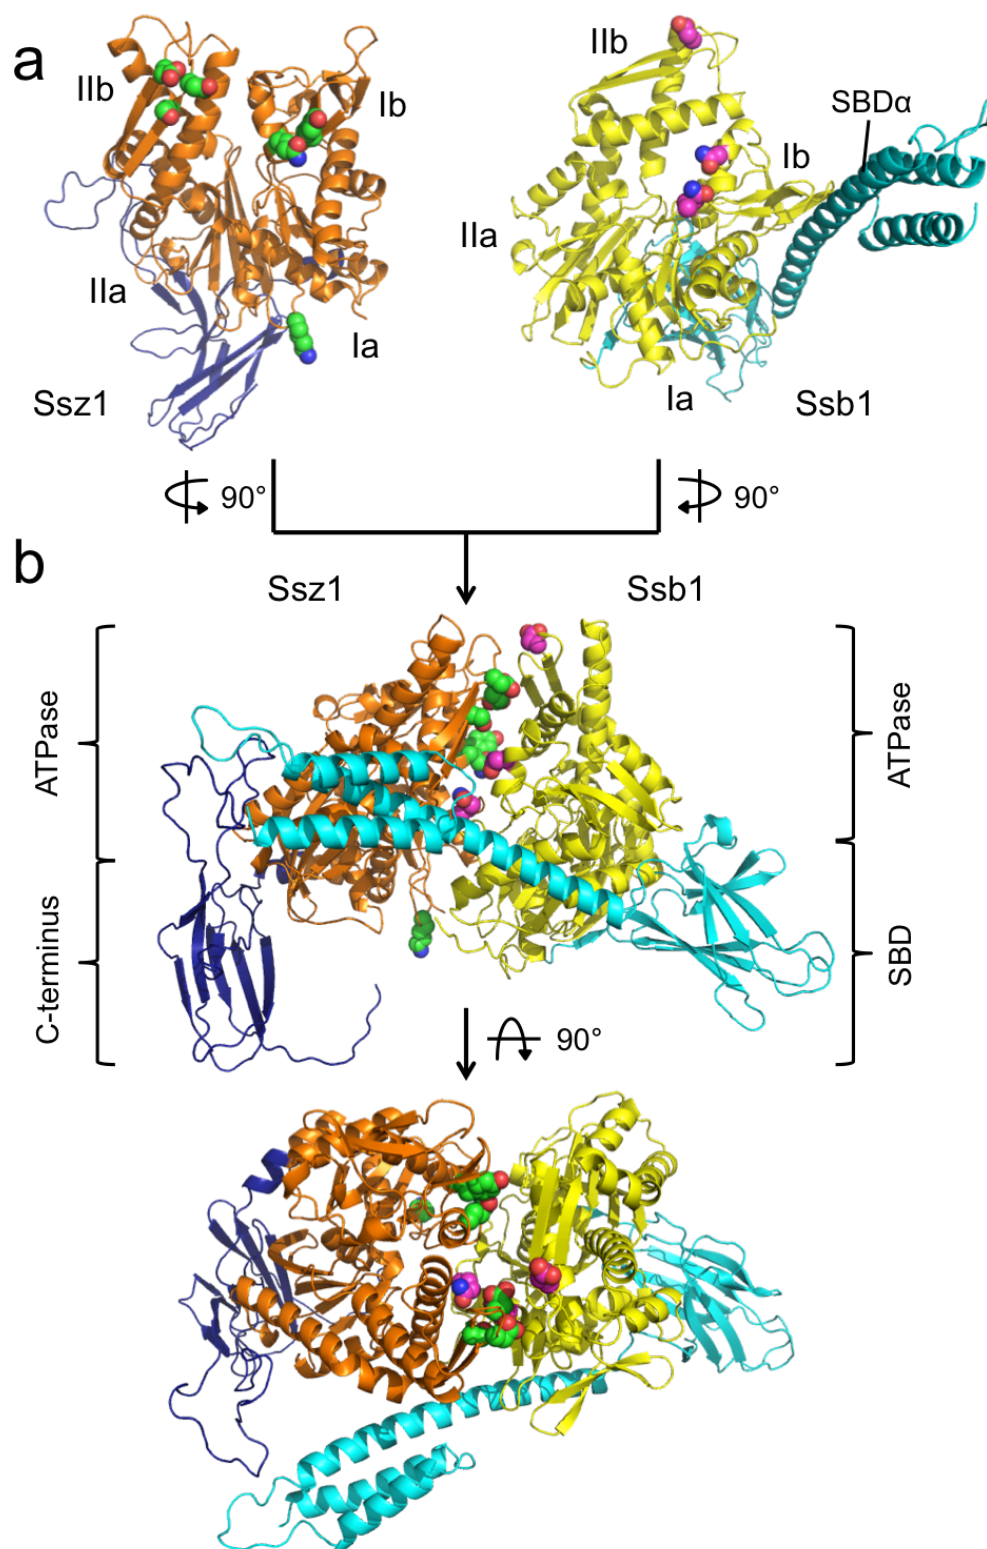 a
IIb
Ib
IIa
Ia
Ssz1
IIb
SBDα
Ib
IIa
Ia
Ssb1
90°
90°
b
Ssz1
Ssb1
ATPase
C-terminus
ATPase
SBD
90°